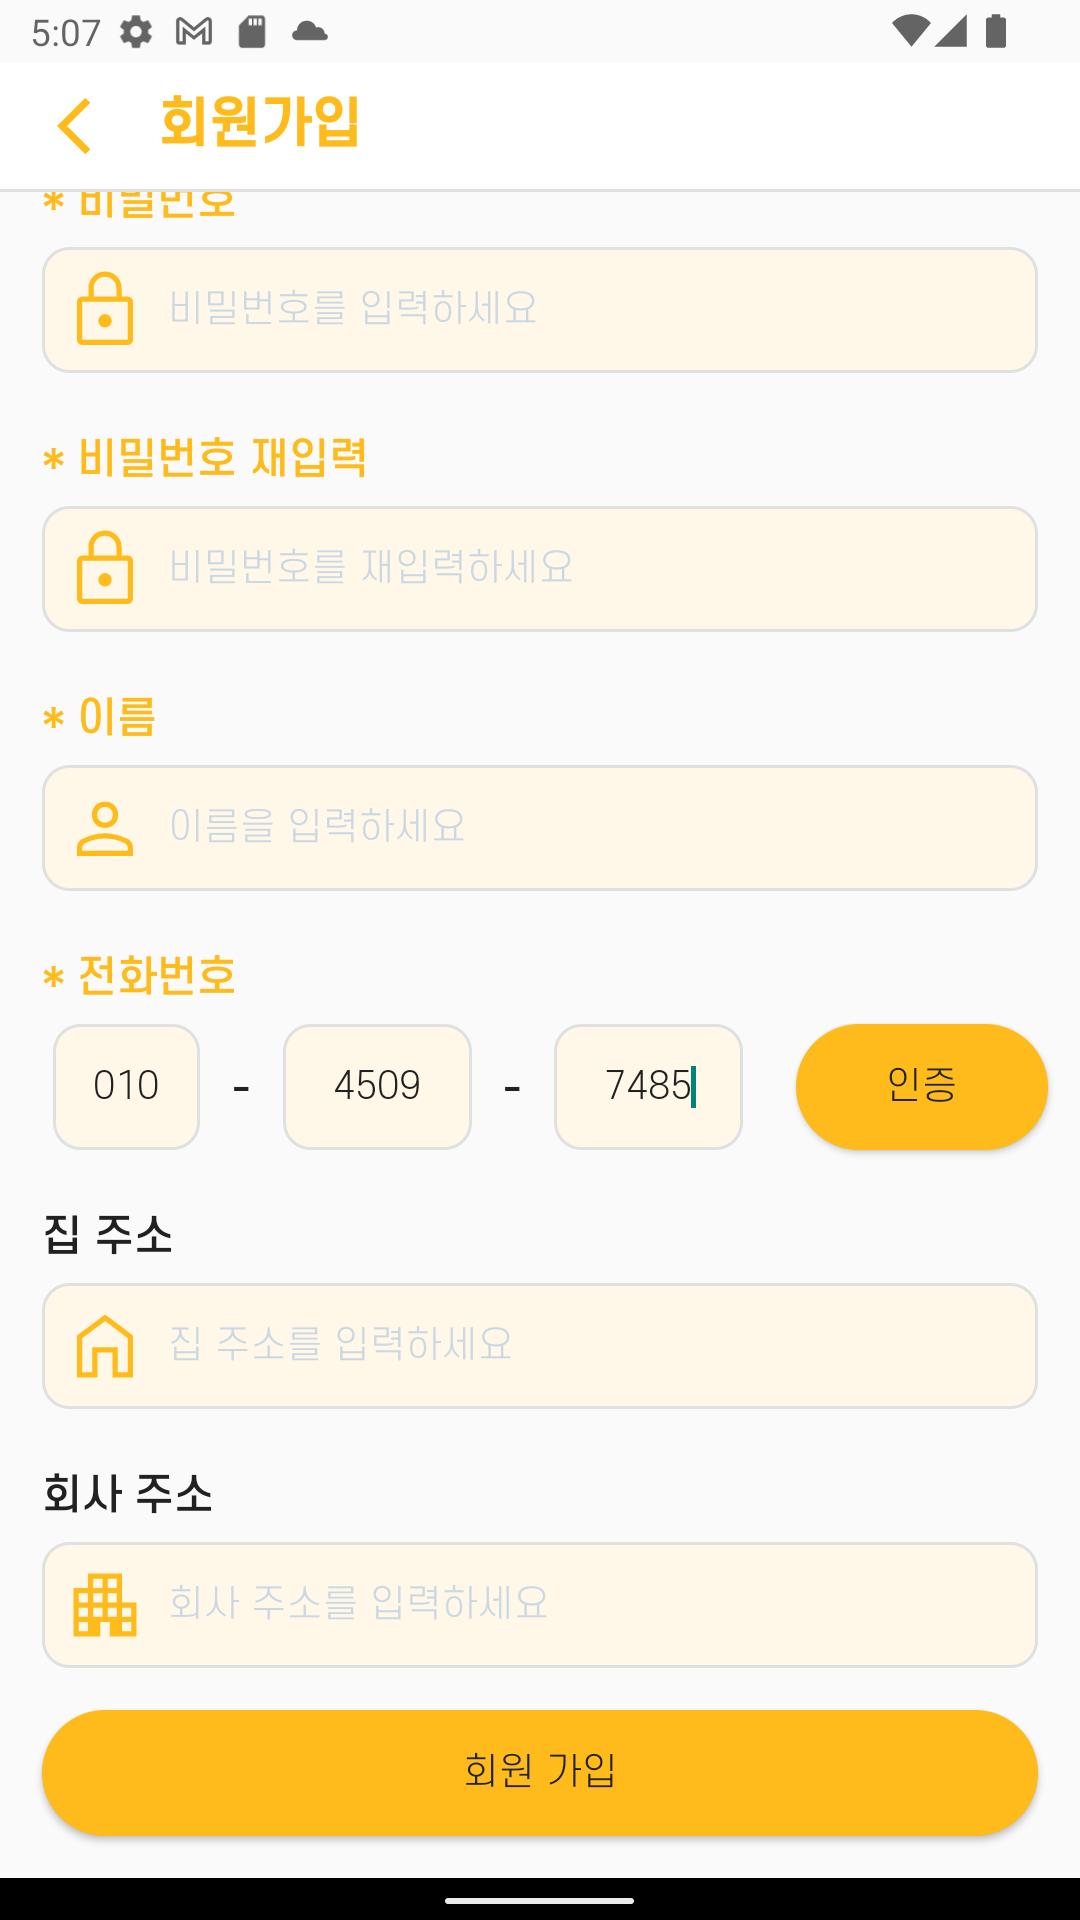 5:07
회원가입
* 비밀번호
비밀번호를 입력하세요
* 비밀번호 재입력
비밀번호를 재입력하세요
* 이름
이름을 입력하세요
* 전화번호
010 - 4509 - 7485 인증
집 주소
집 주소를 입력하세요
회사 주소
회사 주소를 입력하세요
회원 가입